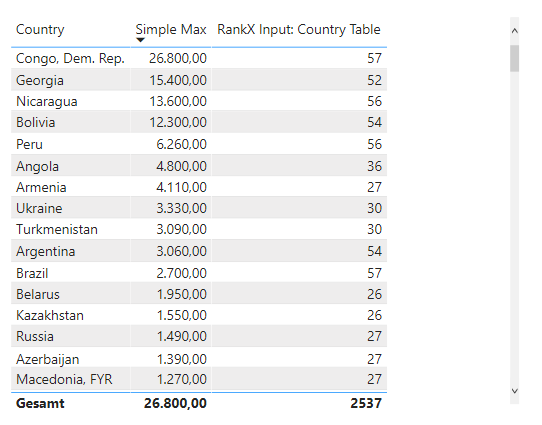 Country Simple Max RankX Input: Country Table
Congo, Dem. Rep. 26.800,00 57
Georgia 15.400,00 52
Nicaragua 13.600,00 56
Bolivia 12.300,00 54
Peru 6.260,00 56
Angola 4.800,00 36
Armenia 4.110,00 27
Ukraine 3.330,00 30
Turkmenistan 3.090,00 30
Argentina 3.060,00 54
Brazil 2.700,00 57
Belarus 1.950,00 26
Kazakhstan 1.550,00 26
Russia 1.490,00 27
Azerbaijan 1.390,00 27
Macedonia, FYR 1.270,00 27
Gesamt 26.800,00 2537